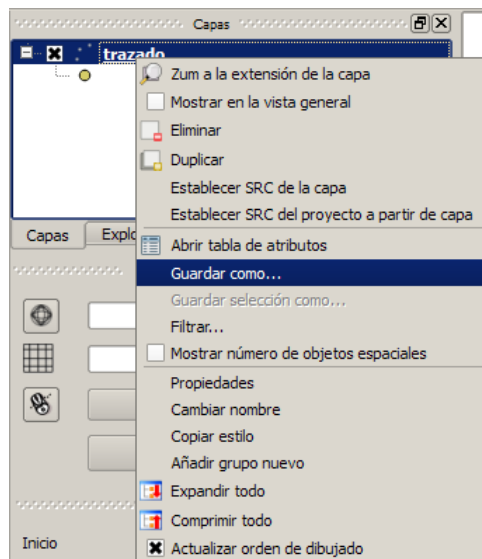 Capas
trazado
Zum a la extensión de la capa
Mostrar en la vista general
Eliminar
Duplicar
Establecer SRC de la capa
Establecer SRC del proyecto a partir de capa
Capas
Explo
Abrir tabla de atributos
Guardar como...
Guardar selección como...
Filtrar...
Mostrar número de objetos espaciales
Propiedades
Cambiar nombre
Copiar estilo
Añadir grupo nuevo
Expandir todo
Comprimir todo
Inicio
Actualizar orden de dibujado